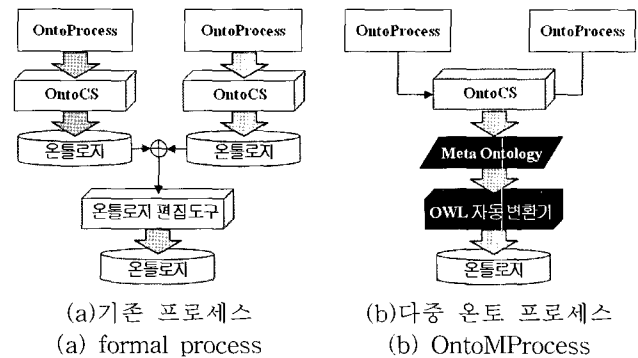 OntoProcess OntoProcess
OntoCS OntoCS
온톨로지 온톨로지
온톨로지 편집도구
온톨로지
(a)기존 프로세스
(a) formal process
OntoProcess OntoProcess
OntoCS
Meta Ontology
OWL 자동 변환기
온톨로지
(b)다중 온토 프로세스
(b) OntoMProcess